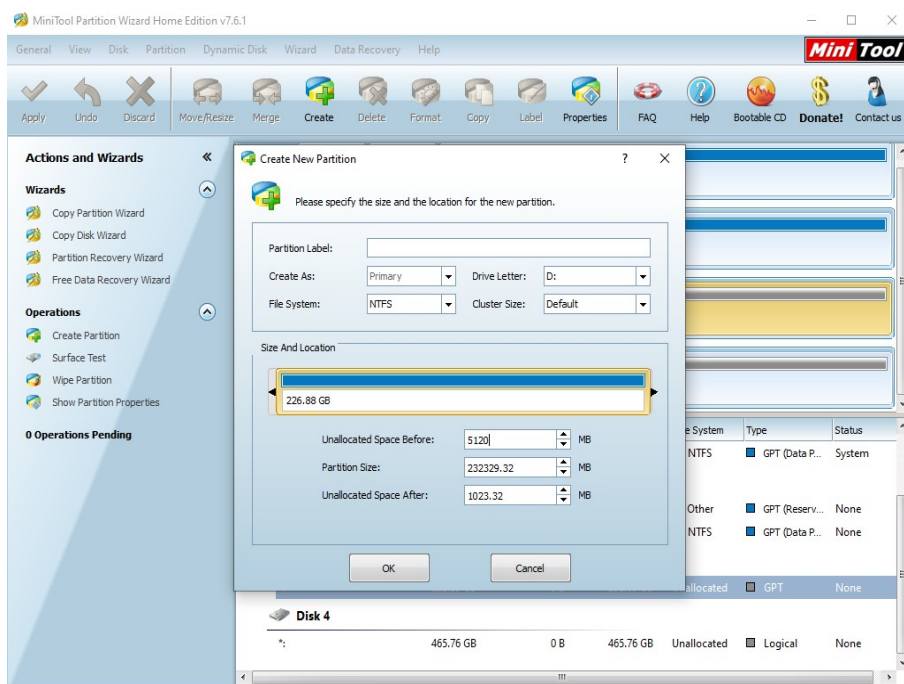 MiniTool Partition Wizard Home Edition v7.6.1
General View Disk Partition Dynamic Disk Wizard Data Recovery Help
Mini Tool
Apply Undo Discard Move/Resize Merge Create Delete Format Copy Label Properties FAQ Help Bootable CD Donate! Contact us
Actions and Wizards
Wizards
Copy Partition Wizard
Copy Disk Wizard
Partition Recovery Wizard
Free Data Recovery Wizard
Operations
Create Partition
Surface Test
Wipe Partition
Show Partition Properties
0 Operations Pending
Create New Partition
Please specify the size and the location for the new partition.
Partition Label:
Create As: Primary Drive Letter: D:
File System: NTFS Cluster Size: Default
Size And Location
226.88 GB
Unallocated Space Before: 5120 MB
Partition Size: 232329.32 MB
Unallocated Space After: 1023.32 MB
OK Cancel
e System Type Status
NTFS GPT (Data P... System
Other GPT (Reserv... None
NTFS GPT (Data P... None
allocated GPT None
Disk 4
*: 465.76 GB 0 B 465.76 GB Unallocated Logical None